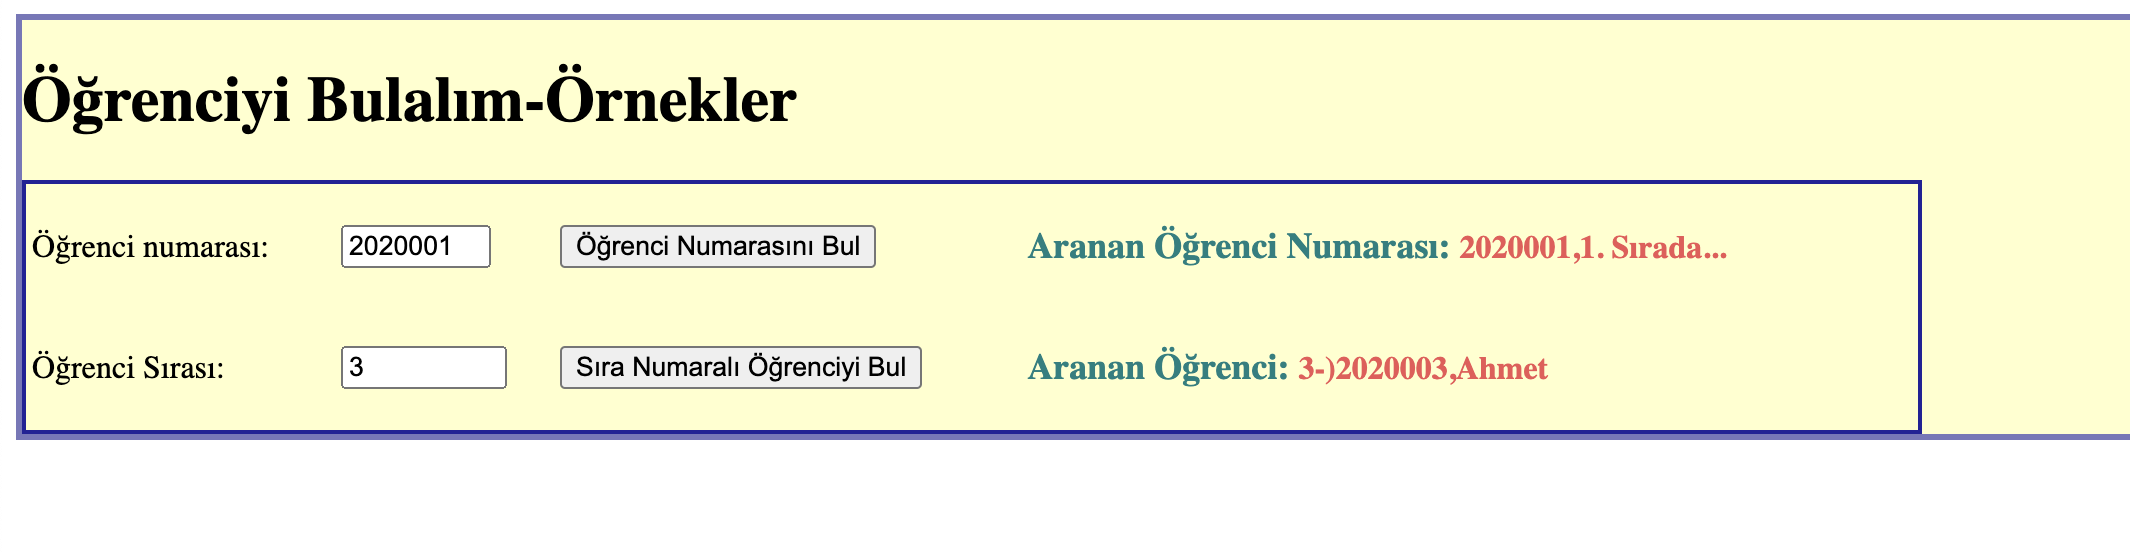 Öğrenciyi Bulalım-Örnekler
Öğrenci numarası: 2020001 Öğrenci Numarasını Bul Aranan Öğrenci Numarası: 2020001,1. Sırada...
Öğrenci Sırası: 3 Sıra Numaralı Öğrenciyi Bul Aranan Öğrenci: 3-)2020003,Ahmet